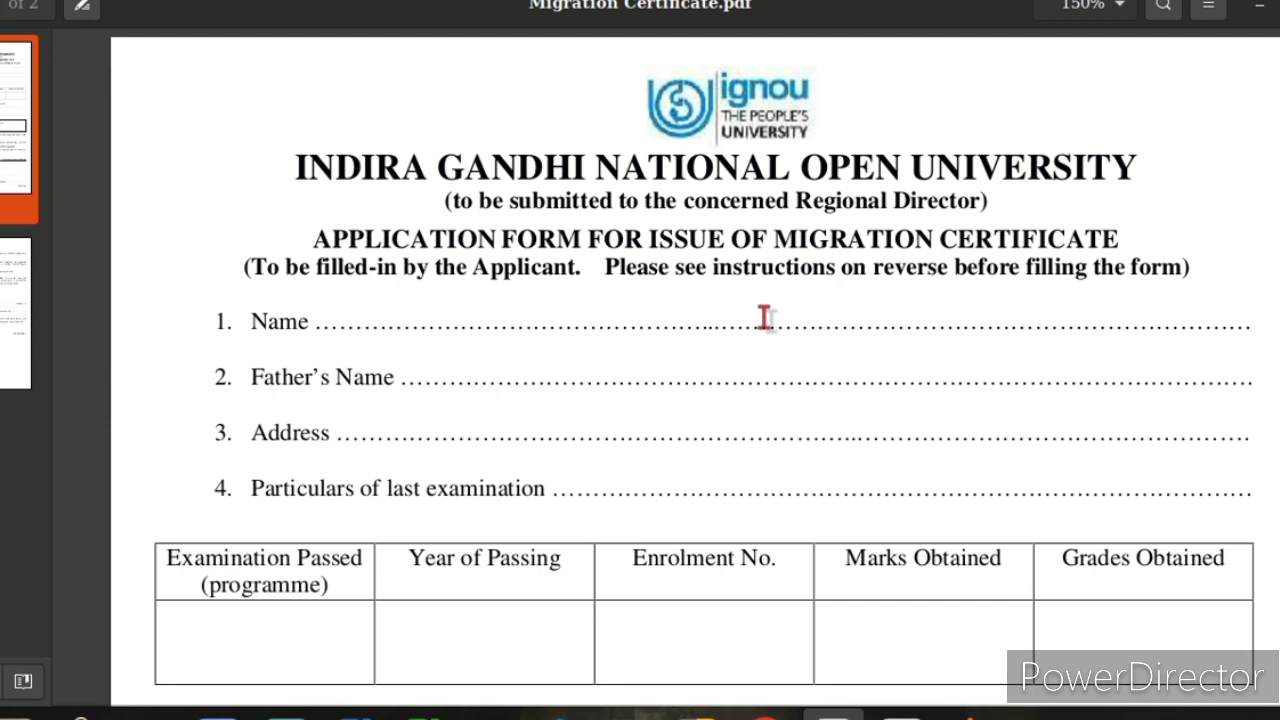 of 2
Migration Certificate.pdf
150%
ignou
THE PEOPLE'S
UNIVERSITY
INDIRA GANDHI NATIONAL OPEN UNIVERSITY
(to be submitted to the concerned Regional Director)
APPLICATION FORM FOR ISSUE OF MIGRATION CERTIFICATE
(To be filled-in by the Applicant. Please see instructions on reverse before filling the form)
1. Name ……………………………………………………………………………………………………
2. Father's Name ……………………………………………………………………………………………
3. Address …………………………………………………………..…………………………………………
4. Particulars of last examination ……………………………………………………………………………
Examination Passed (programme) Year of Passing Enrolment No. Marks Obtained Grades Obtained
PowerDirector